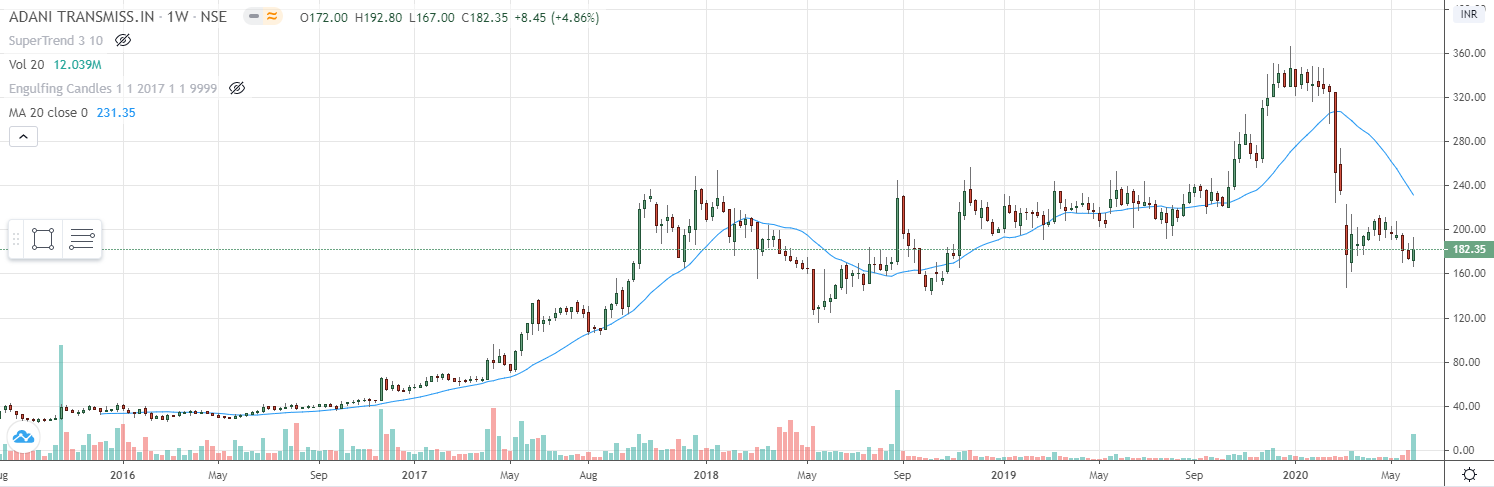 ADANI TRANSMISS.IN · 1W · NSE O172.00 H192.80 L167.00 C182.35 +8.45 (+4.86%)
SuperTrend 3 10
Vol 20 12.039M
Engulfing Candles 1 1 2017 1 1 9999
MA 20 close 0 231.35
INR
360.00
320.00
280.00
240.00
200.00
182.35
160.00
120.00
80.00
40.00
0.00
2016 May Sep 2017 May Aug 2018 May Sep 2019 May Sep 2020 May